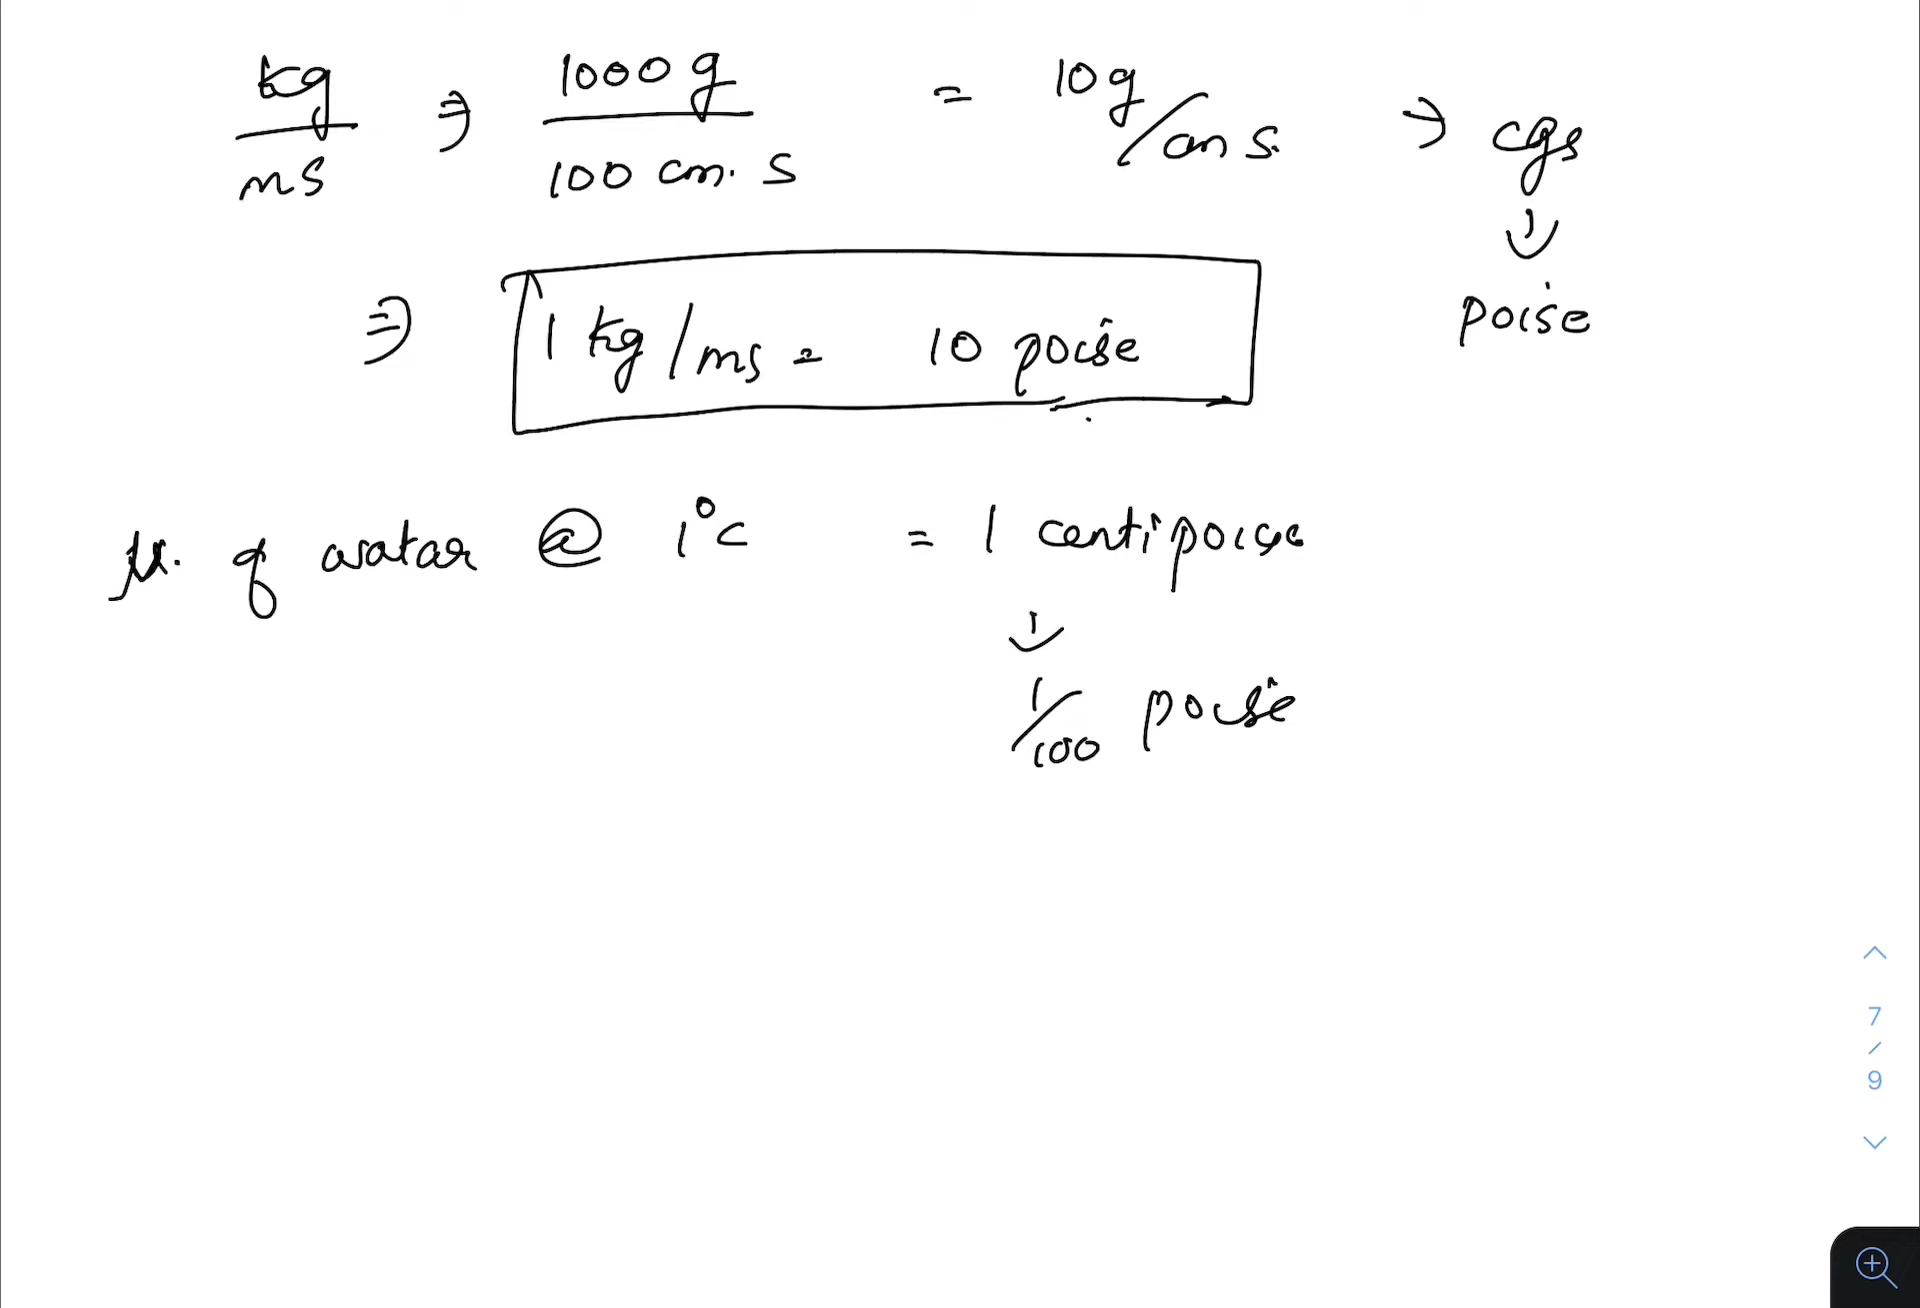 kg/ms ⇒ 1000 g / 100 cm. s = 10 g/cm s. → cgs
⇓
poise
⇒ 1 kg/ms = 10 poise
μ. of water @ 1°c = 1 centipoise
⇓
1/100 poise
7
/
9